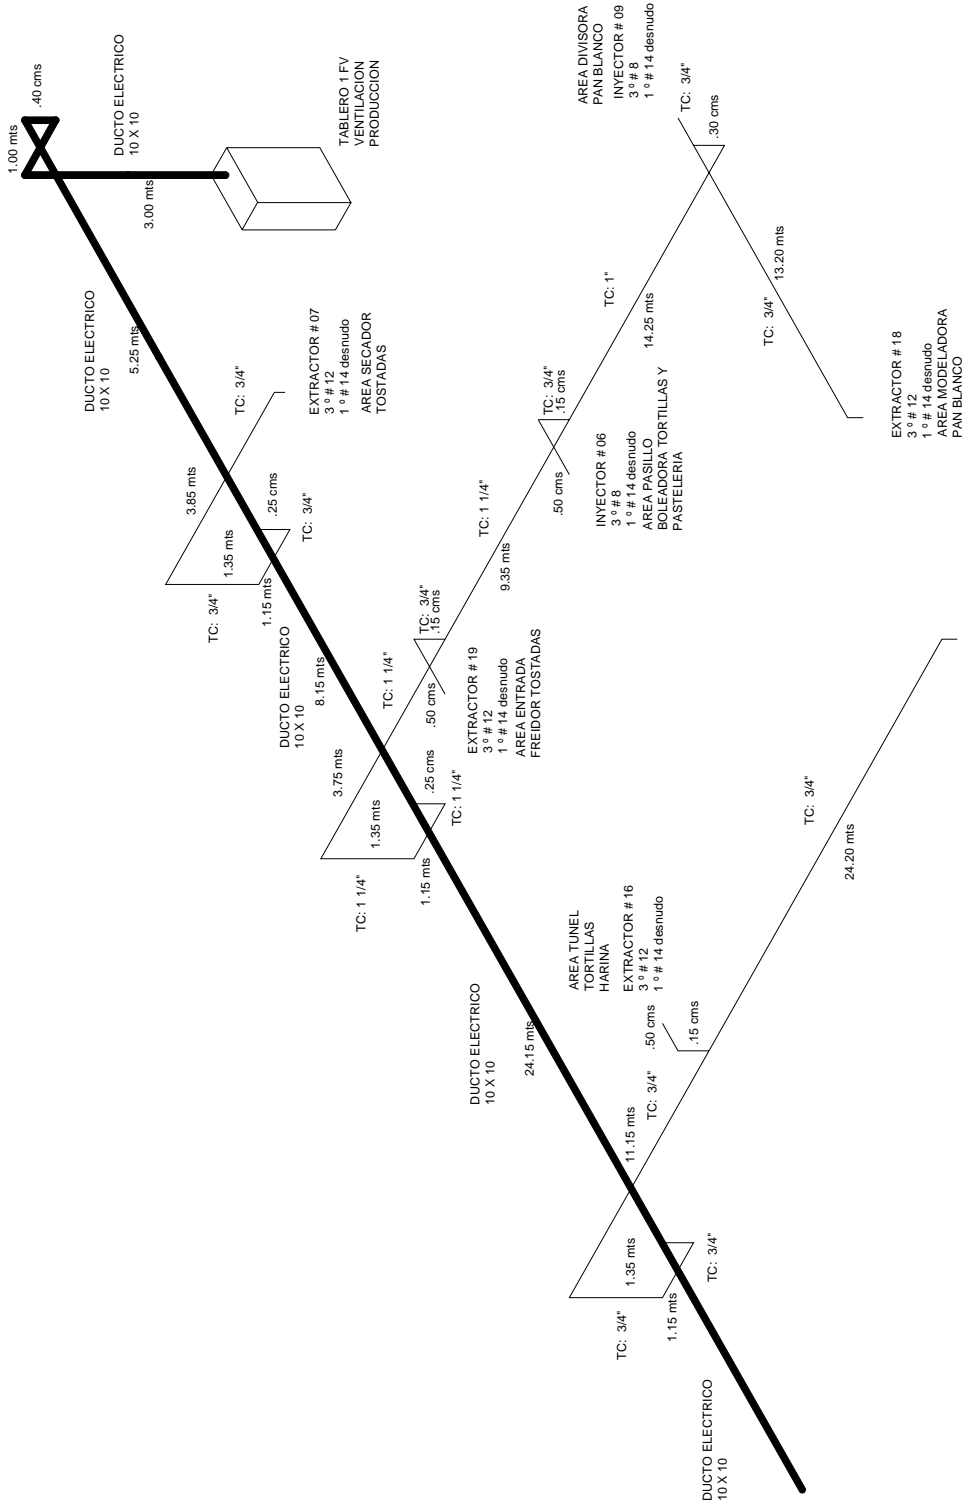 1.00 mts
.40 cms
DUCTO ELECTRICO
10 X 10
3.00 mts
TABLERO 1 FV
VENTILACION
PRODUCCION
AREA DIVISORA
PAN BLANCO
INYECTOR # 09
3 º # 8
1 º # 14 desnudo
TC: 3/4"
.30 cms
DUCTO ELECTRICO
10 X 10
5.25 mts
EXTRACTOR # 07
3 º # 12
1 º # 14 desnudo
AREA SECADOR
TOSTADAS
TC: 3/4"
3.85 mts
1.35 mts
.25 cms
TC: 3/4"
TC: 3/4"
1.15 mts
TC: 1"
14.25 mts
13.20 mts
TC: 3/4"
EXTRACTOR # 18
3 º # 12
1 º # 14 desnudo
AREA MODELADORA
PAN BLANCO
TC: 3/4"
.15 cms
.50 cms
INYECTOR # 06
3 º # 8
1 º # 14 desnudo
AREA PASILLO
BOLEADORA TORTILLAS Y
PASTELERIA
TC: 1 1/4"
9.35 mts
DUCTO ELECTRICO
10 X 10
8.15 mts
TC: 3/4"
.15 cms
.50 cms
EXTRACTOR # 19
3 º # 12
1 º # 14 desnudo
AREA ENTRADA
FREIDOR TOSTADAS
TC: 1 1/4"
3.75 mts
1.35 mts
.25 cms
TC: 1 1/4"
TC: 1 1/4"
1.15 mts
TC: 3/4"
24.20 mts
AREA TUNEL
TORTILLAS
HARINA
EXTRACTOR # 16
3 º # 12
1 º # 14 desnudo
.50 cms
.15 cms
DUCTO ELECTRICO
10 X 10
24.15 mts
TC: 3/4"
11.15 mts
1.35 mts
TC: 3/4"
TC: 3/4"
1.15 mts
DUCTO ELECTRICO
10 X 10